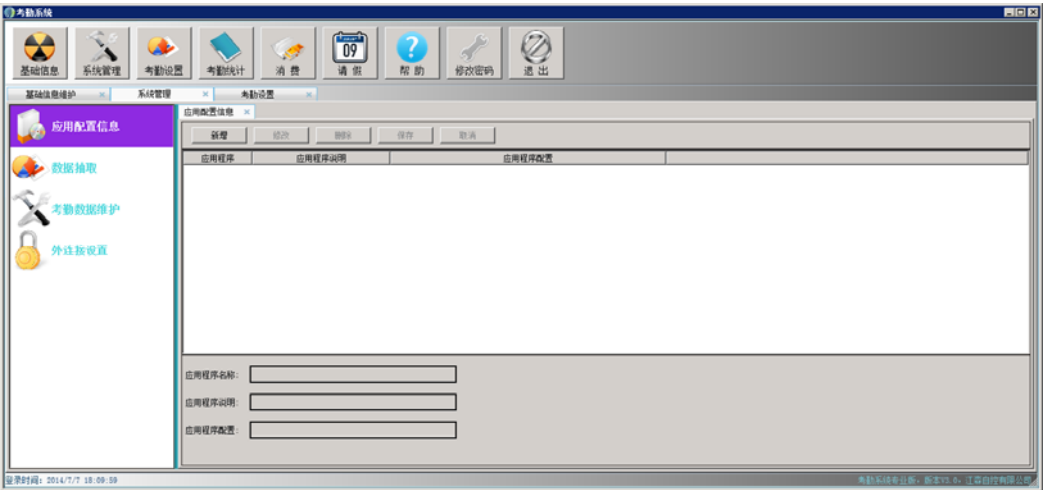 考勤系统
基础信息 系统管理 考勤设置 考勤统计 消 费 09 请 假 ? 帮 助 修改密码 退 出
基础信息维护 × 系统管理 × 考勤设置 ×
应用配置信息
数据抽取
考勤数据维护
外连接设置
应用配置信息 ×
新增 修改 删除 保存 取消
应用程序 应用程序说明 应用程序配置
应用程序名称:
应用程序说明:
应用程序配置:
登录时间: 2014/7/7 18:09:59